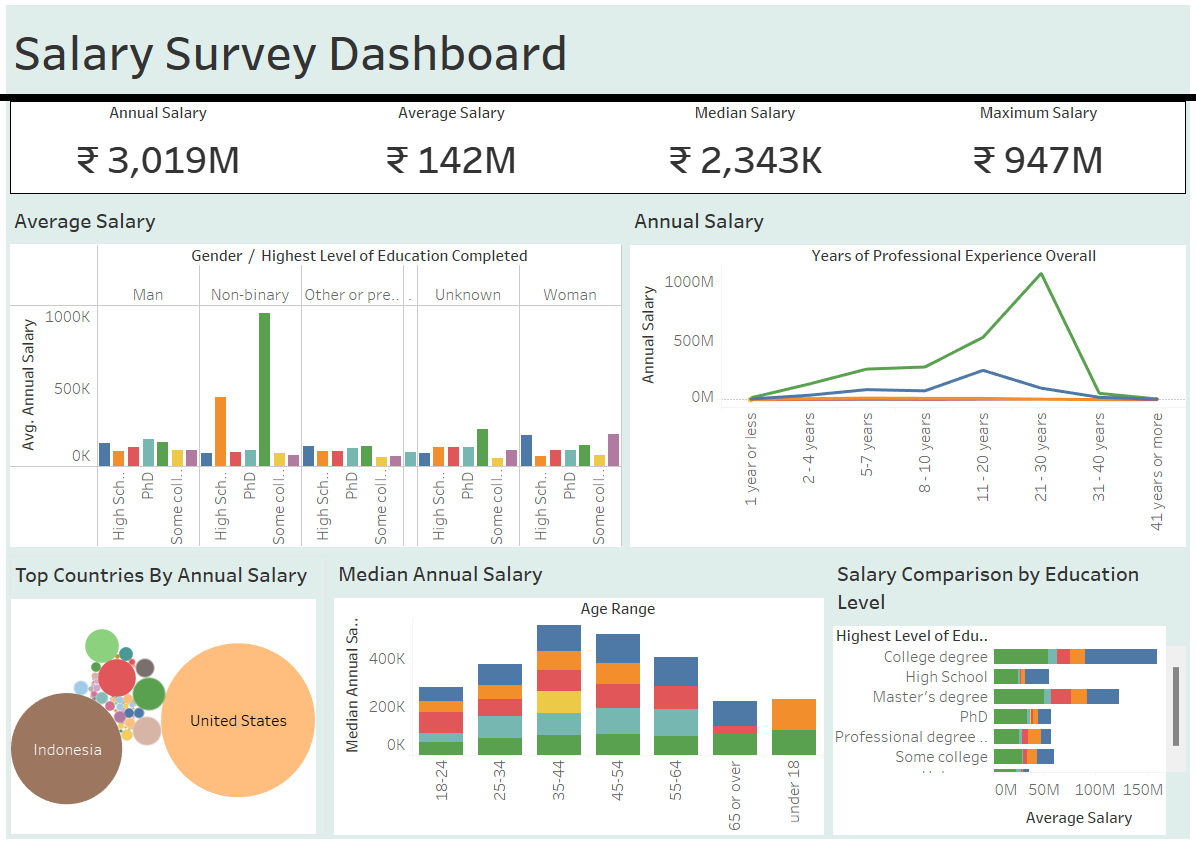 Salary Survey Dashboard
Annual Salary
₹ 3,019M
Average Salary
₹ 142M
Median Salary
₹ 2,343K
Maximum Salary
₹ 947M
Average Salary
Gender / Highest Level of Education Completed
Man
Non-binary
Other or pre..
.
Unknown
Woman
Avg. Annual Salary
1000K
500K
0K
High Sch..
PhD
Some coll..
High Sch..
PhD
Some coll..
High Sch..
PhD
Some coll..
High Sch..
PhD
Some coll..
High Sch..
PhD
Some coll..
Annual Salary
Years of Professional Experience Overall
Annual Salary
1000M
500M
0M
1 year or less
2 - 4 years
5-7 years
8 - 10 years
11 - 20 years
21 - 30 years
31 - 40 years
41 years or more
Top Countries By Annual Salary
Indonesia
United States
Median Annual Salary
Age Range
Median Annual Sa..
400K
200K
0K
18-24
25-34
35-44
45-54
55-64
65 or over
under 18
Salary Comparison by Education
Level
Highest Level of Edu..
College degree
High School
Master's degree
PhD
Professional degree ..
Some college
0M
50M
100M
150M
Average Salary